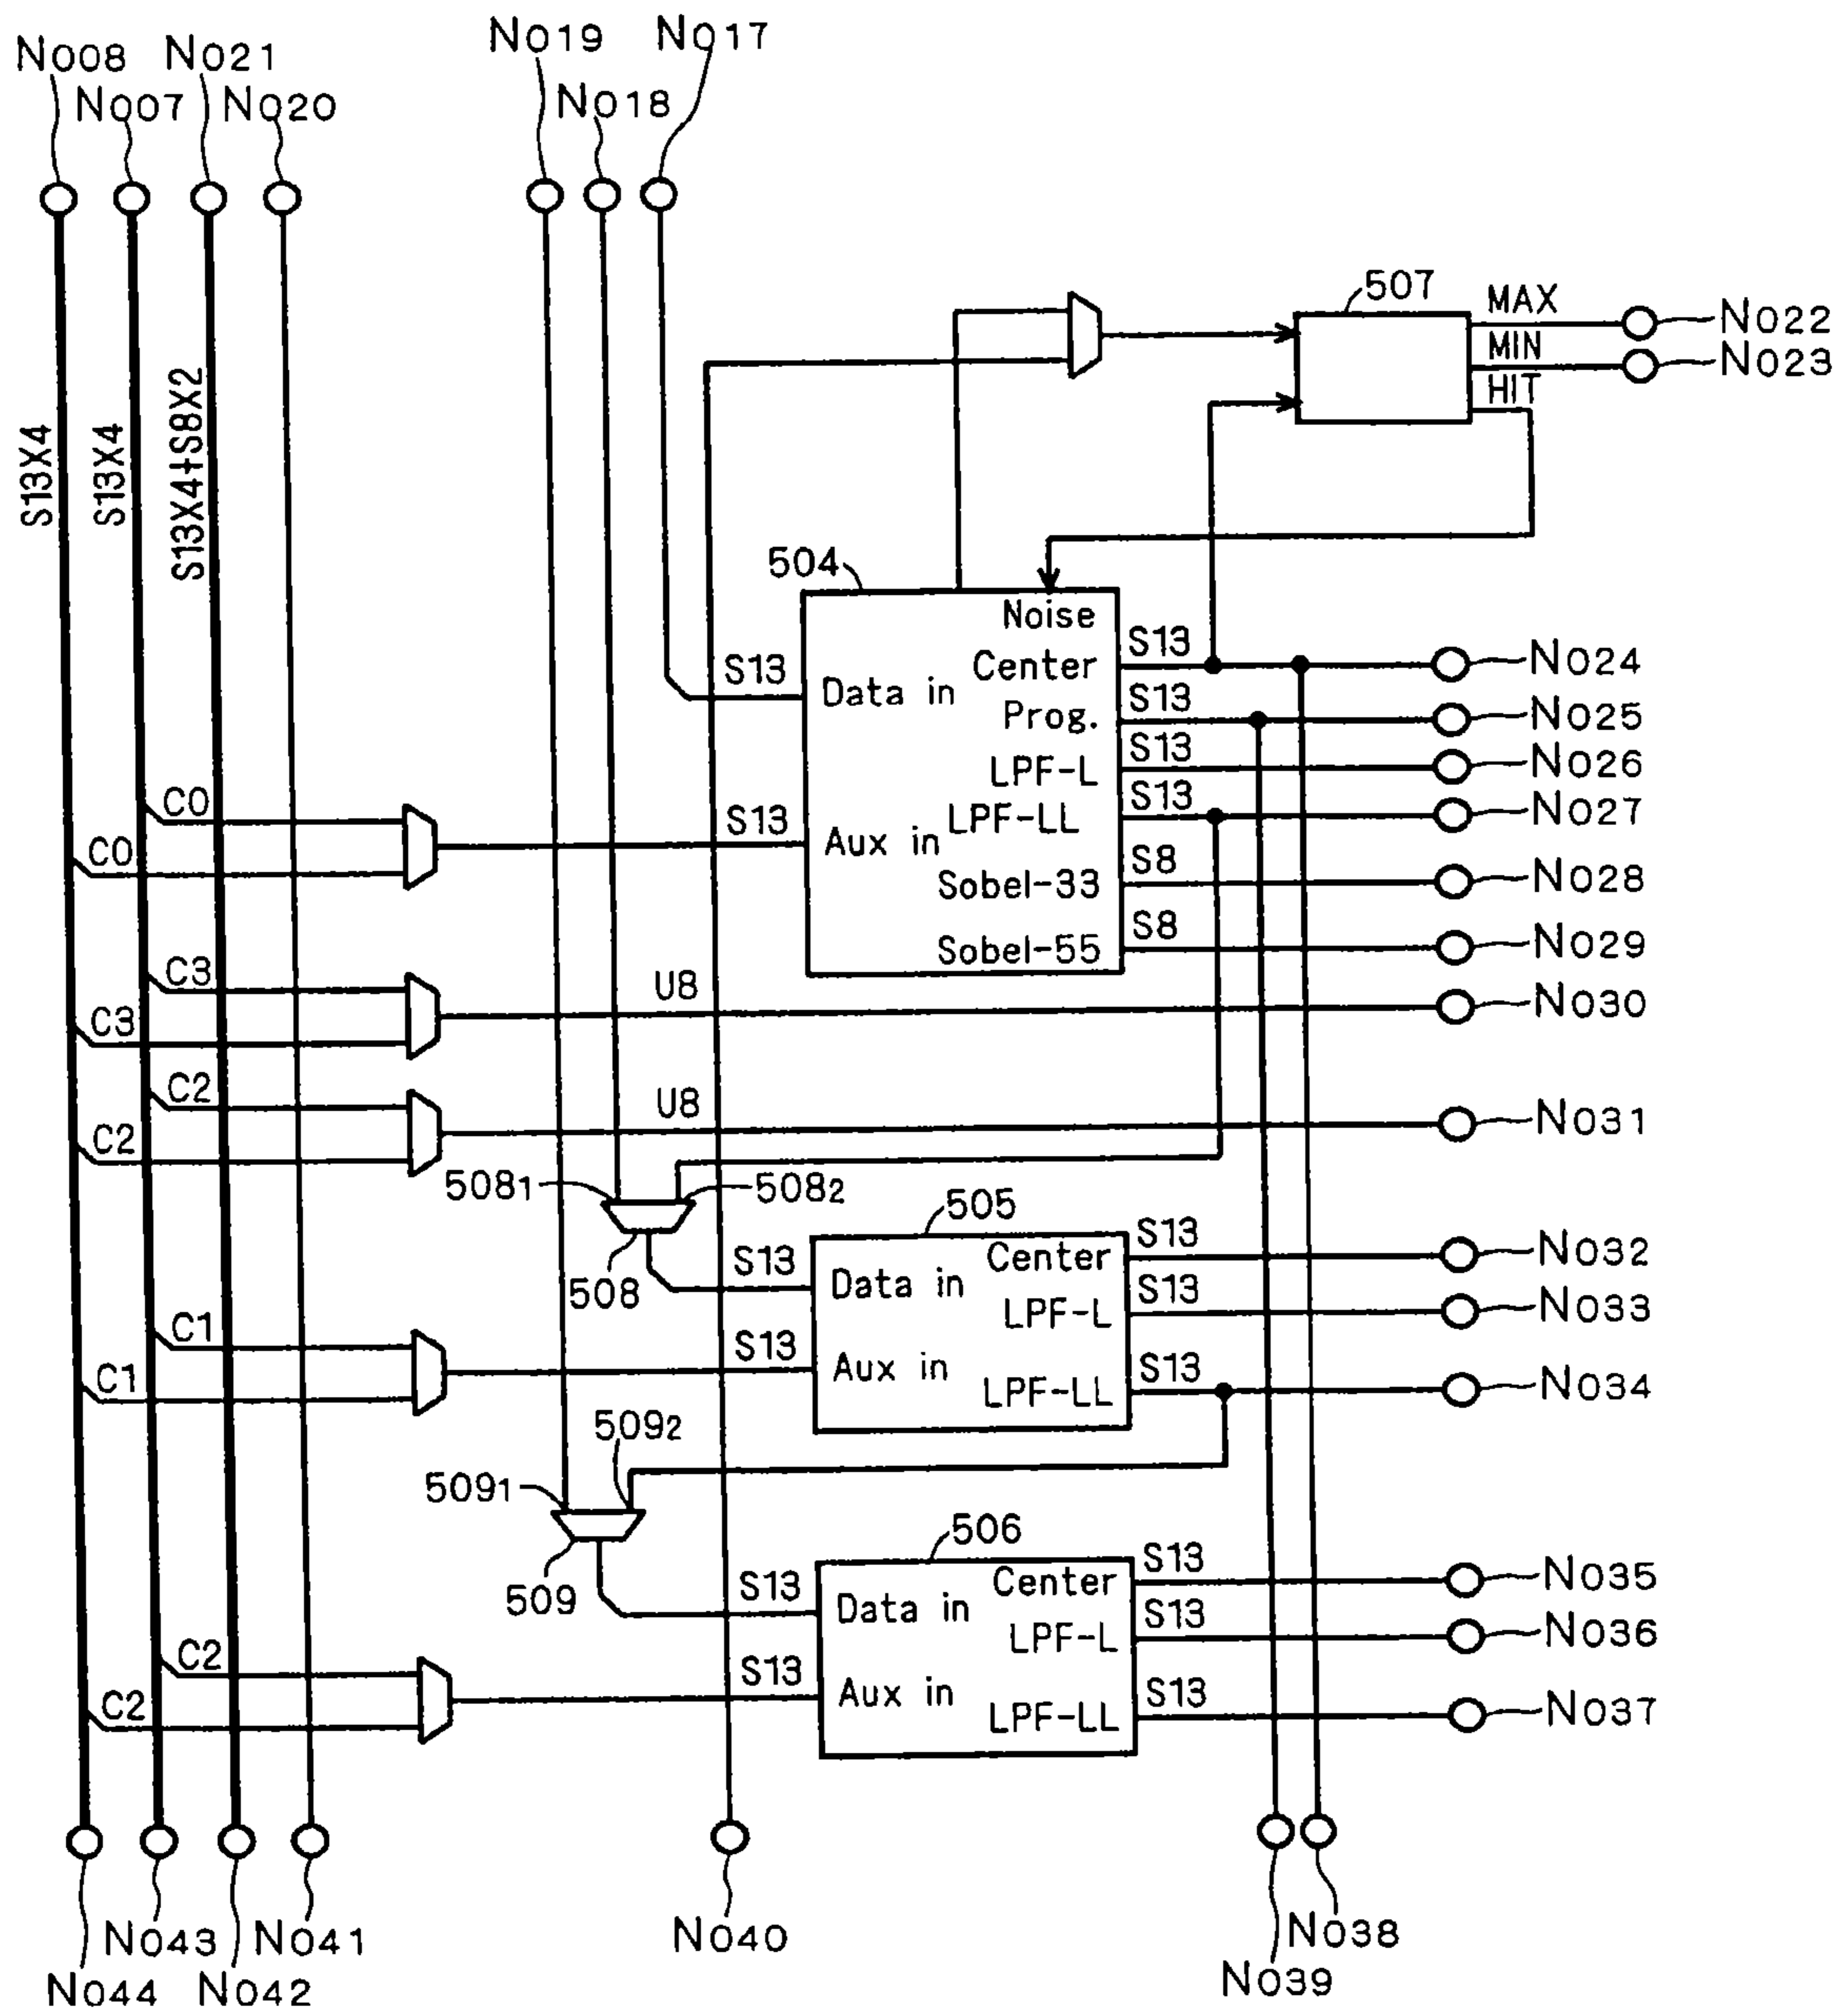 N008
N021
N019
N017
N007
N020
N018
507
MAX
N022
MIN
N023
HIT
S13X4
S13X4
S13X4+S8X2
504
Noise
S13
Data in
Center
S13
N024
Prog.
S13
N025
LPF-L
S13
N026
LPF-LL
S13
N027
C0
C0
S13
Aux in
Sobel-33
S8
N028
Sobel-55
S8
N029
C3
C3
U8
N030
C2
C2
U8
N031
5081
5082
508
505
S13
Data in
Center
S13
N032
LPF-L
S13
N033
C1
C1
S13
Aux in
LPF-LL
S13
N034
5092
5091
509
506
S13
Data in
Center
S13
N035
LPF-L
S13
N036
C2
C2
S13
Aux in
LPF-LL
S13
N037
N043
N041
N040
N038
N044
N042
N039